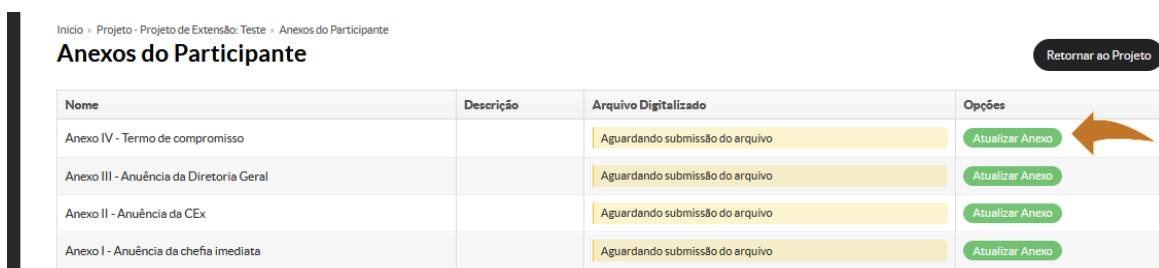 Início » Projeto - Projeto de Extensão: Teste » Anexos do Participante
Anexos do Participante
Retornar ao Projeto
Nome Descrição Arquivo Digitalizado Opções
Anexo IV - Termo de compromisso Aguardando submissão do arquivo Atualizar Anexo
Anexo III - Anuência da Diretoria Geral Aguardando submissão do arquivo Atualizar Anexo
Anexo II - Anuência da CEx Aguardando submissão do arquivo Atualizar Anexo
Anexo I - Anuência da chefia imediata Aguardando submissão do arquivo Atualizar Anexo